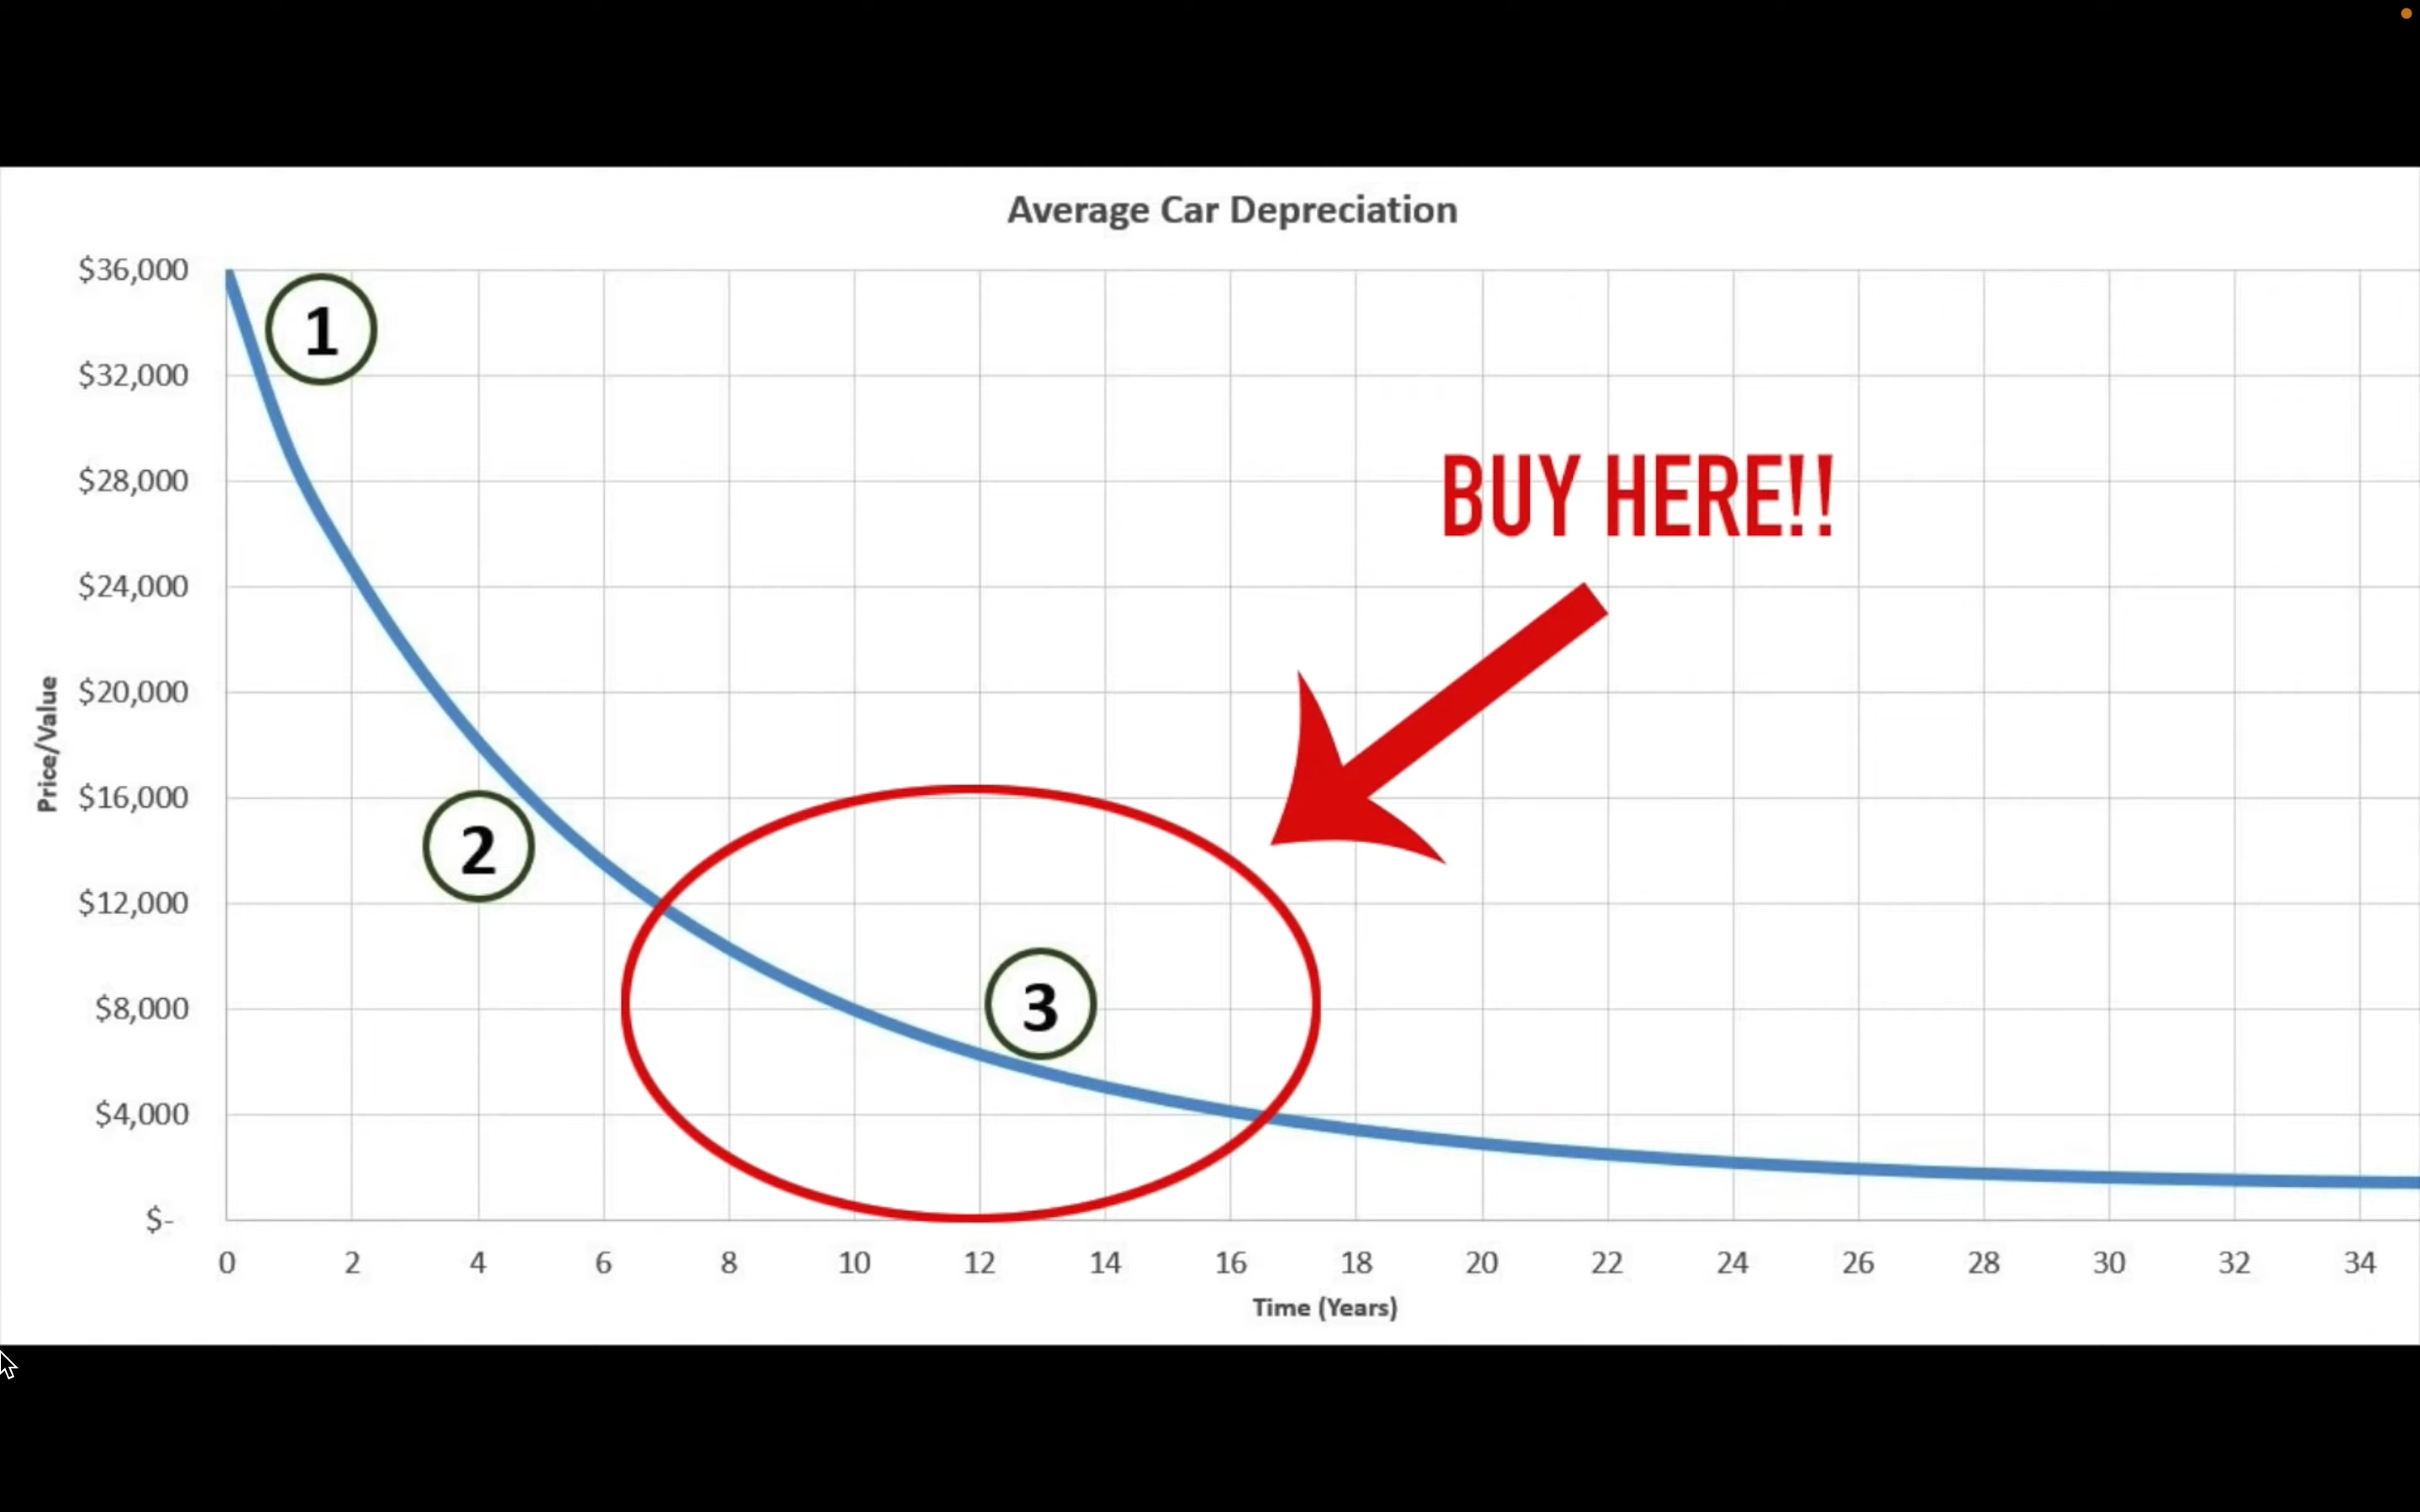 Average Car Depreciation
$36,000
1
$32,000
BUY HERE!!
$28,000
$24,000
$20,000
Price/Value
$16,000
2
$12,000
3
$8,000
$4,000
$-
0 2 4 6 8 10 12 14 16 18 20 22 24 26 28 30 32 34
Time (Years)